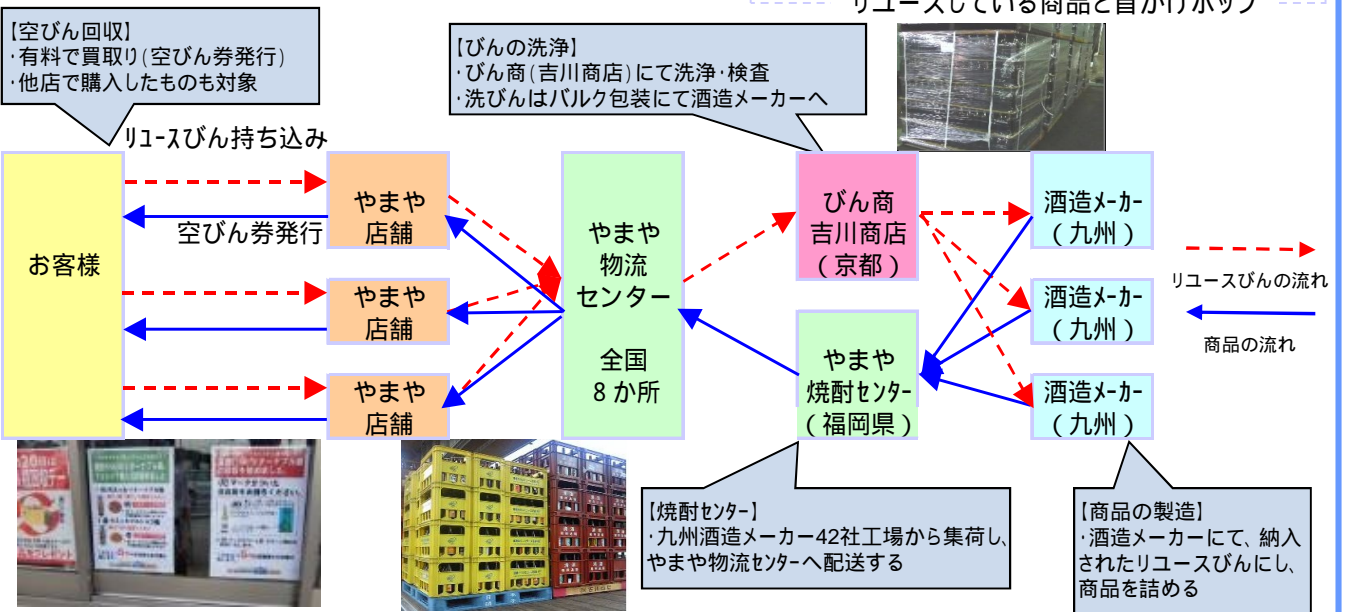 リユースしている商品と首かけポップ
【空びん回収】
・有料で買取り(空びん券発行)
・他店で購入したものも対象
【びんの洗浄】
・びん商(吉川商店)にて洗浄・検査
・洗びんはバルク包装にて酒造メーカーへ
リユースびん持ち込み
空びん券発行
お客様
やまや
店舗
やまや
店舗
やまや
店舗
やまや
物流
センター
全国
8か所
びん商
吉川商店
(京都)
やまや
焼酎センター
(福岡県)
酒造メーカー
(九州)
酒造メーカー
(九州)
酒造メーカー
(九州)
リユースびんの流れ
商品の流れ
【焼酎センター】
・九州酒造メーカー42社工場から集荷し、
やまや物流センターへ配送する
【商品の製造】
・酒造メーカーにて、納入
されたリユースびんにし、
商品を詰める